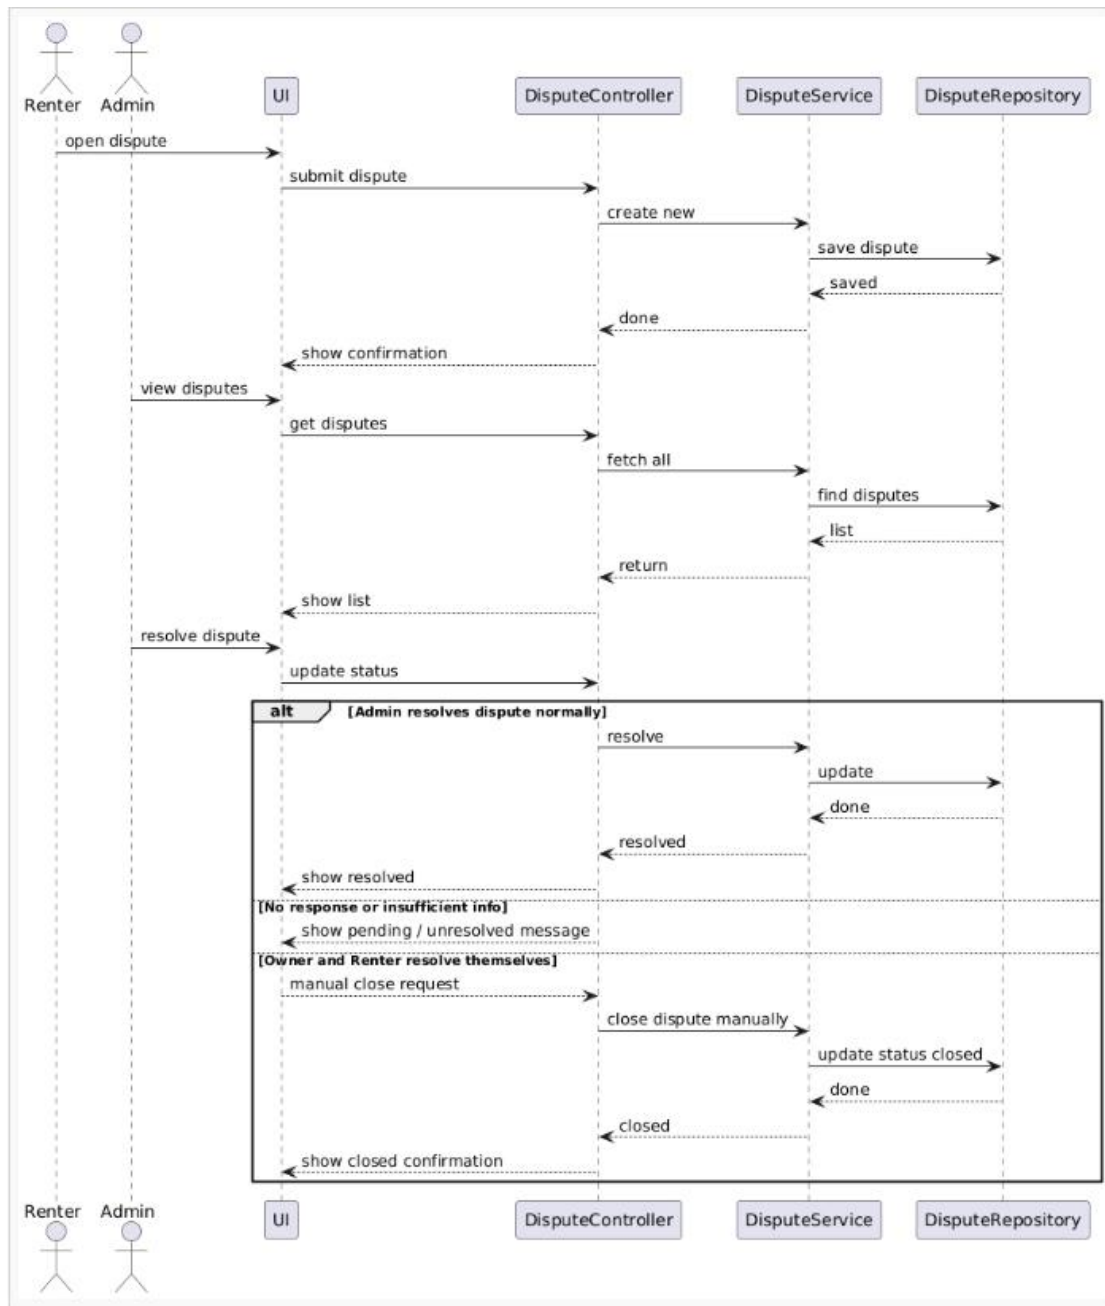 Renter Admin UI DisputeController DisputeService DisputeRepository
open dispute
submit dispute
create new
save dispute
saved
done
show confirmation
view disputes
get disputes
fetch all
find disputes
list
return
show list
resolve dispute
update status
alt [Admin resolves dispute normally]
resolve
update
done
resolved
show resolved
[No response or insufficient info]
show pending / unresolved message
[Owner and Renter resolve themselves]
manual close request
close dispute manually
update status closed
done
closed
show closed confirmation
Renter Admin UI DisputeController DisputeService DisputeRepository